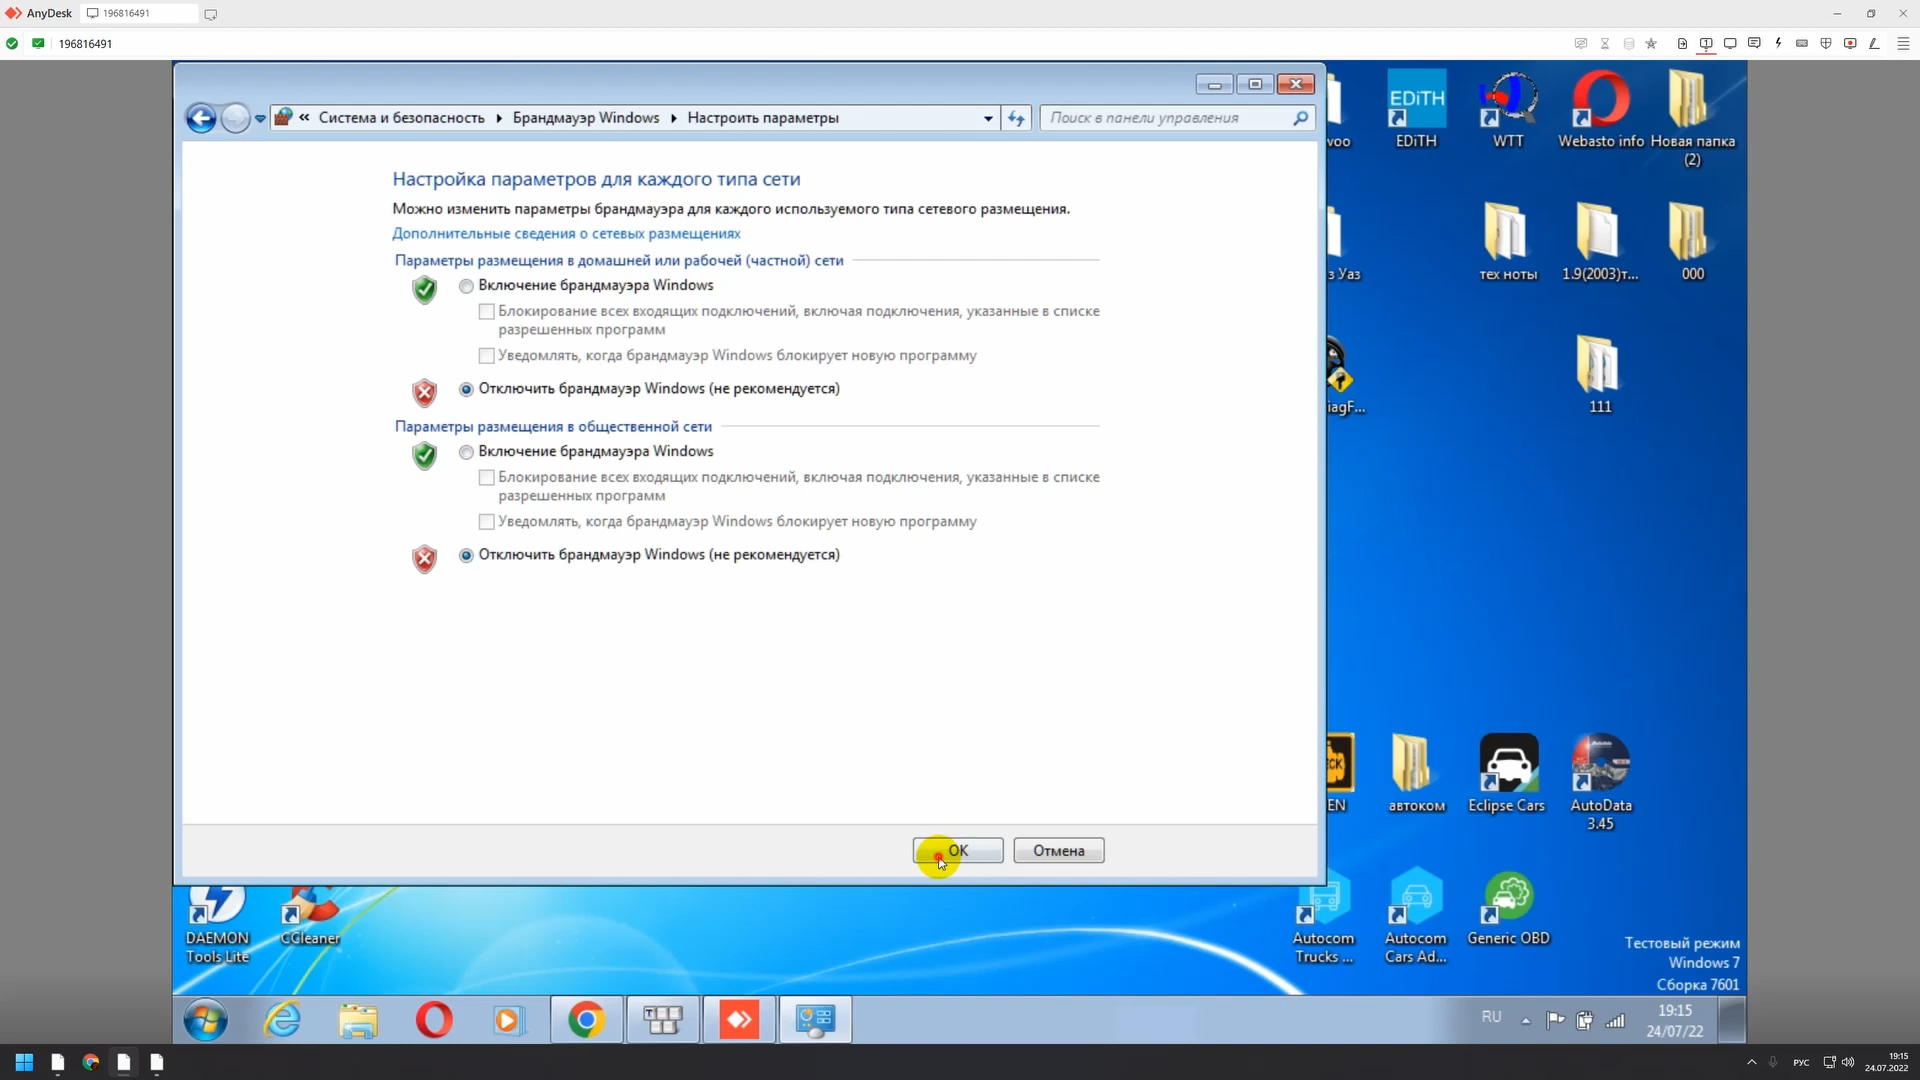 AnyDesk
196816491
196816491
« Система и безопасность
Брандмауэр Windows
Настроить параметры
Поиск в панели управления
Настройка параметров для каждого типа сети
Можно изменить параметры брандмауэра для каждого используемого типа сетевого размещения.
Дополнительные сведения о сетевых размещениях
Параметры размещения в домашней или рабочей (частной) сети
Включение брандмауэра Windows
Блокирование всех входящих подключений, включая подключения, указанные в списке
разрешенных программ
Уведомлять, когда брандмауэр Windows блокирует новую программу
Отключить брандмауэр Windows (не рекомендуется)
Параметры размещения в общественной сети
Включение брандмауэра Windows
Блокирование всех входящих подключений, включая подключения, указанные в списке
разрешенных программ
Уведомлять, когда брандмауэр Windows блокирует новую программу
Отключить брандмауэр Windows (не рекомендуется)
OK
Отмена
EDiTH
EDiTH
WTT
Webasto info
Новая папка
(2)
тех ноты
1.9(2003)т...
000
з Уаз
iagF...
111
EN
автоком
Eclipse Cars
AutoData
3.45
DAEMON
Tools Lite
CCleaner
Autocom
Trucks ...
Autocom
Cars Ad...
Generic OBD
Тестовый режим
Windows 7
Сборка 7601
RU
19:15
24/07/22
РУС
19:15
24.07.2022